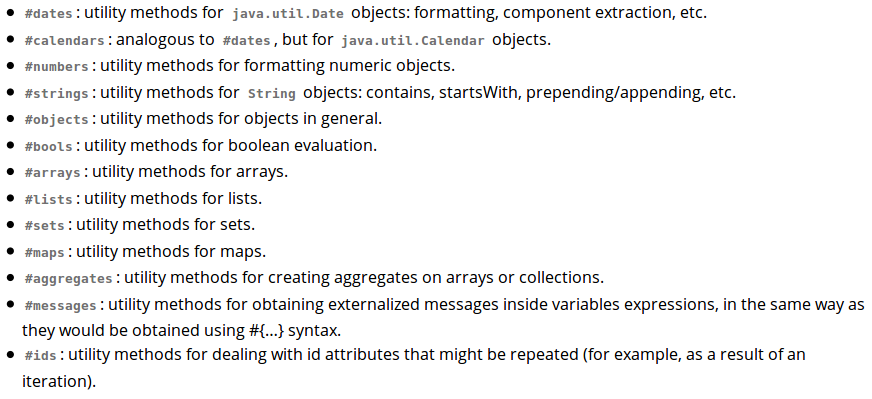 • #dates : utility methods for java.util.Date objects: formatting, component extraction, etc.
• #calendars : analogous to #dates , but for java.util.Calendar objects.
• #numbers : utility methods for formatting numeric objects.
• #strings : utility methods for String objects: contains, startsWith, prepending/appending, etc.
• #objects : utility methods for objects in general.
• #bools : utility methods for boolean evaluation.
• #arrays : utility methods for arrays.
• #lists : utility methods for lists.
• #sets : utility methods for sets.
• #maps : utility methods for maps.
• #aggregates : utility methods for creating aggregates on arrays or collections.
• #messages : utility methods for obtaining externalized messages inside variables expressions, in the same way as
they would be obtained using #{…} syntax.
• #ids : utility methods for dealing with id attributes that might be repeated (for example, as a result of an
iteration).